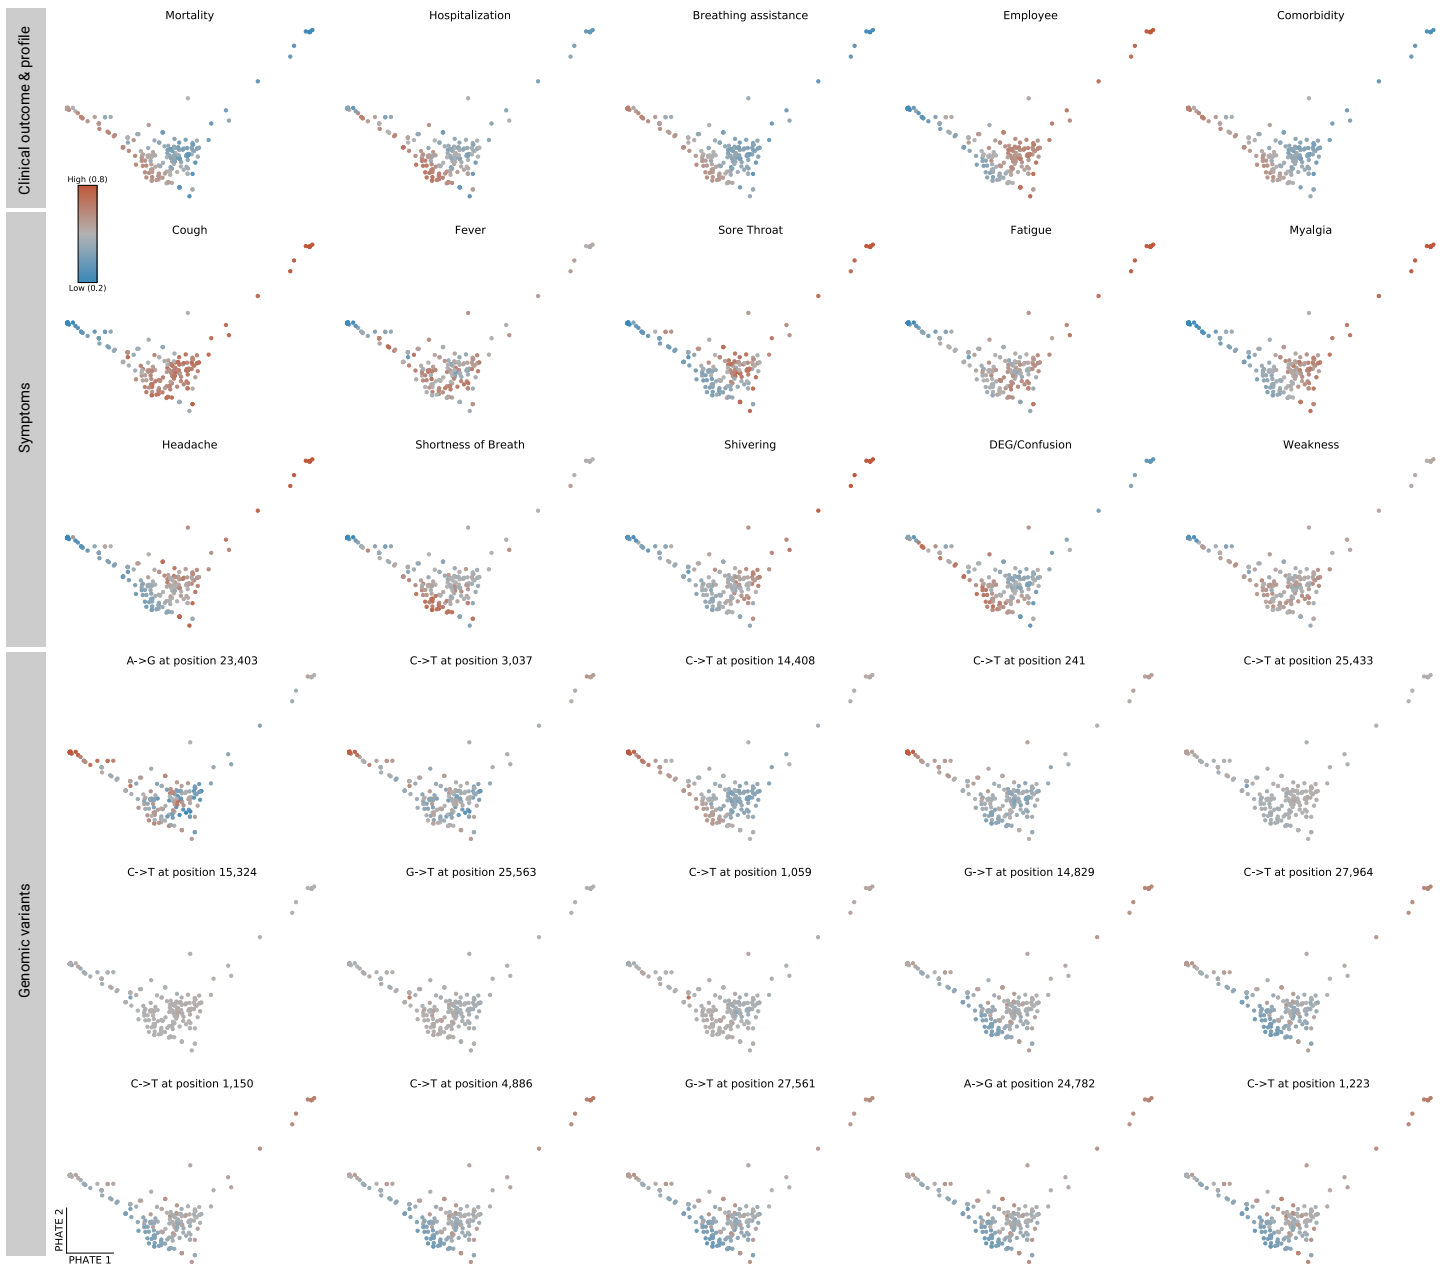 Clinical outcome & profile
Mortality
Hospitalization
Breathing assistance
Employee
Comorbidity
High (0.8)
Low (0.2)
Symptoms
Cough
Fever
Sore Throat
Fatigue
Myalgia
Headache
Shortness of Breath
Shivering
DEG/Confusion
Weakness
Genomic variants
A->G at position 23,403
C->T at position 3,037
C->T at position 14,408
C->T at position 241
C->T at position 25,433
C->T at position 15,324
G->T at position 25,563
C->T at position 1,059
G->T at position 14,829
C->T at position 27,964
C->T at position 1,150
C->T at position 4,886
G->T at position 27,561
A->G at position 24,782
C->T at position 1,223
PHATE 2
PHATE 1